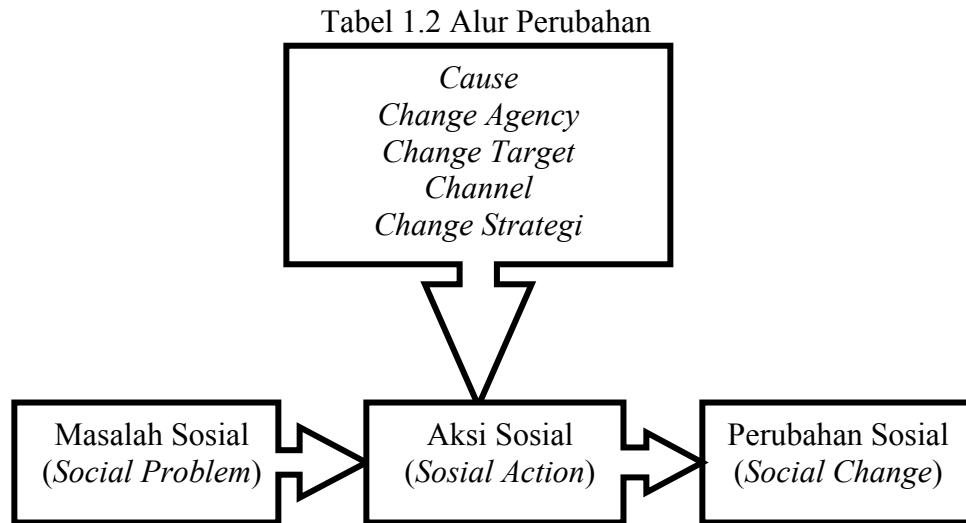 Tabel 1.2 Alur Perubahan
Cause
Change Agency
Change Target
Channel
Change Strategi
Masalah Sosial
(Social Problem)
Aksi Sosial
(Sosial Action)
Perubahan Sosial
(Social Change)